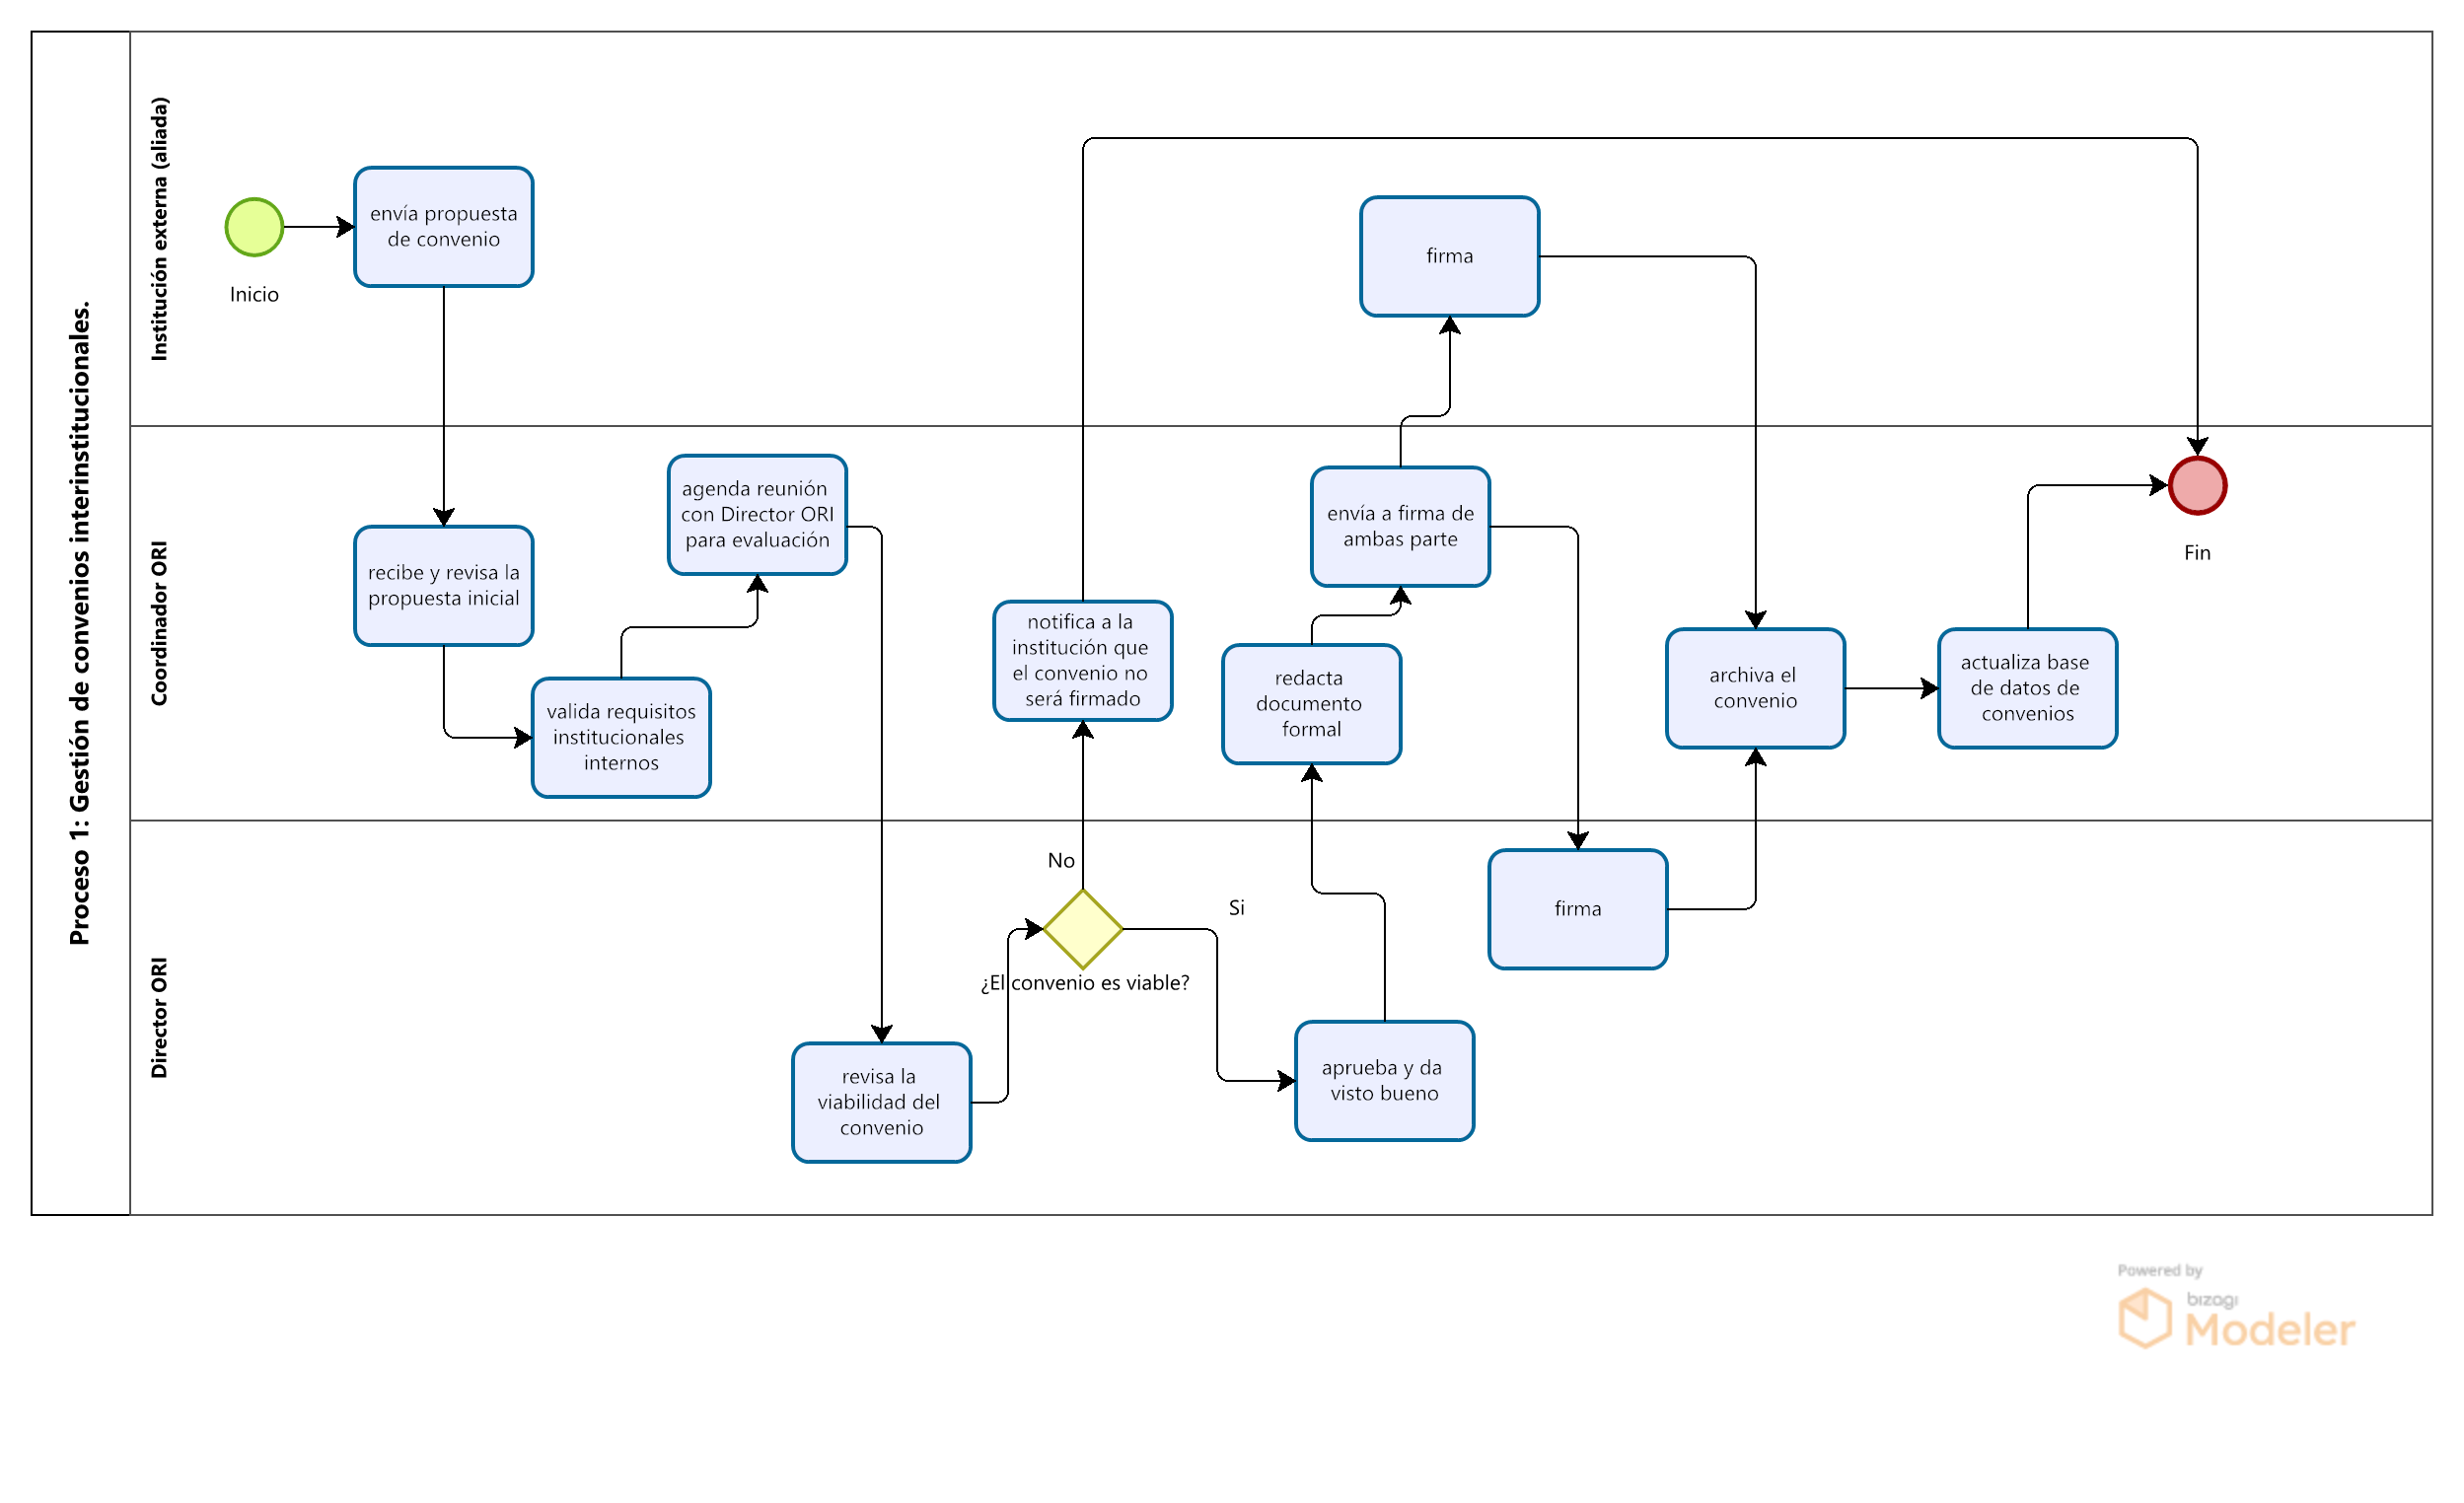 Proceso 1: Gestión de convenios interinstitucionales.
Institución externa (aliada)
Inicio
envía propuesta
de convenio
firma
Coordinador ORI
recibe y revisa la
propuesta inicial
valida requisitos
institucionales
internos
agenda reunión
con Director ORI
para evaluación
notifica a la
institución que
el convenio no
será firmado
redacta
documento
formal
envía a firma de
ambas parte
archiva el
convenio
actualiza base
de datos de
convenios
Fin
Director ORI
revisa la
viabilidad del
convenio
No
Si
¿El convenio es viable?
aprueba y da
visto bueno
firma
Powered by
bizagi
Modeler